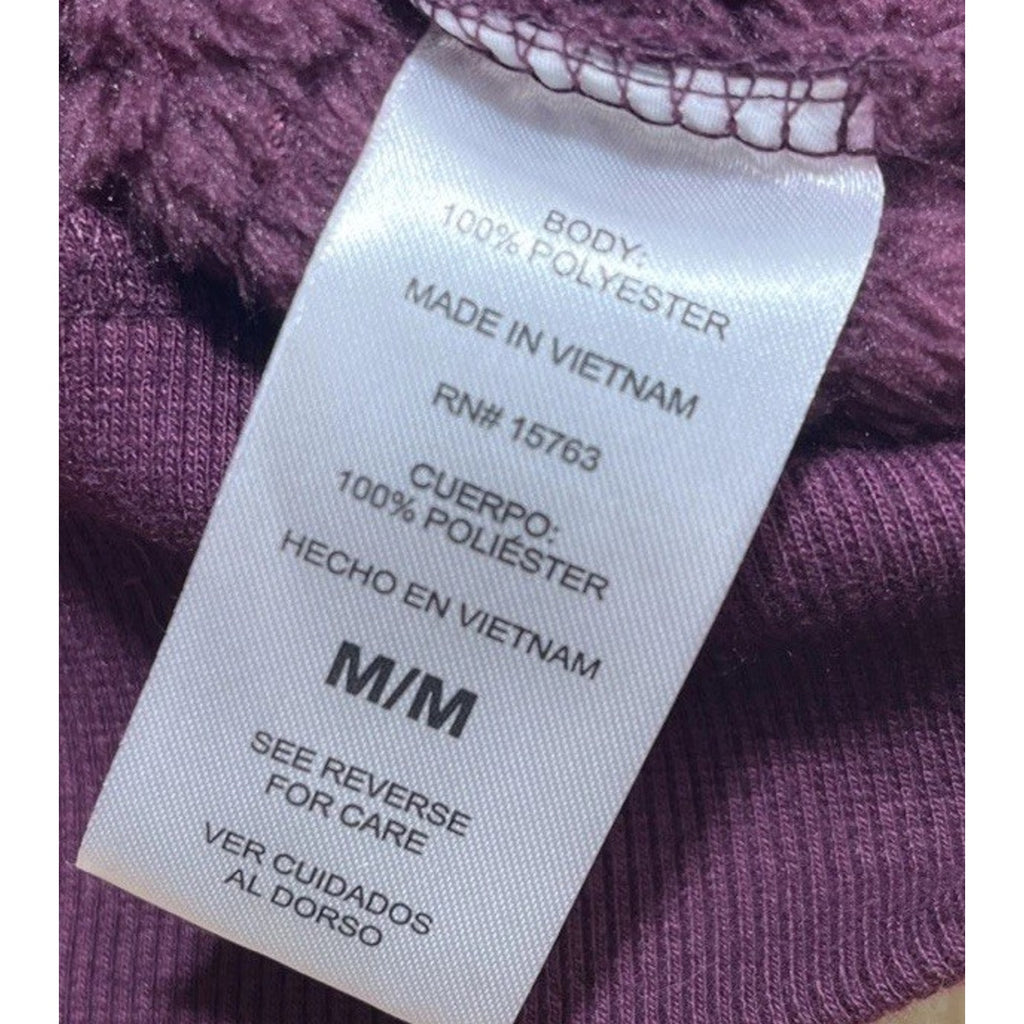 BODY:
100% POLYESTER
MADE IN VIETNAM
RN# 15763
CUERPO:
100% POLIÉSTER
HECHO EN VIETNAM
M/M
SEE REVERSE
FOR CARE
VER CUIDADOS
AL DORSO